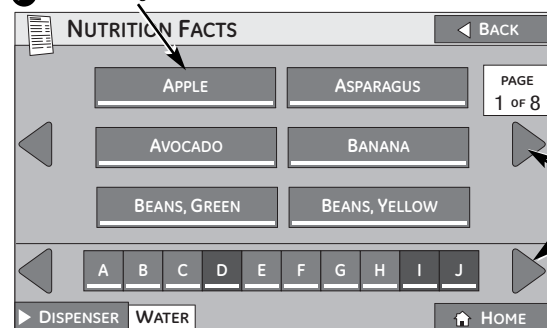 NUTRITION FACTS
BACK
APPLE ASPARAGUS
PAGE
1 OF 8
AVOCADO BANANA
BEANS, GREEN BEANS, YELLOW
A B C D E F G H I J
DISPENSER WATER HOME